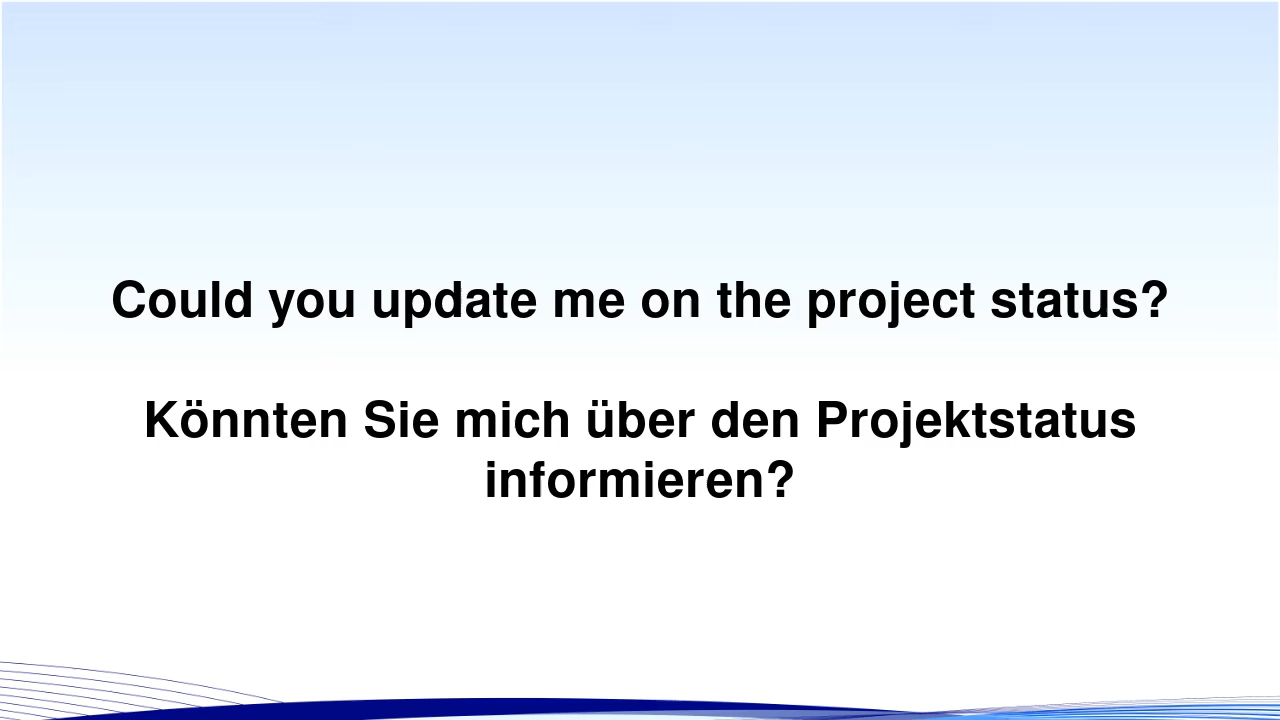 Could you update me on the project status?
Könnten Sie mich über den Projektstatus
informieren?